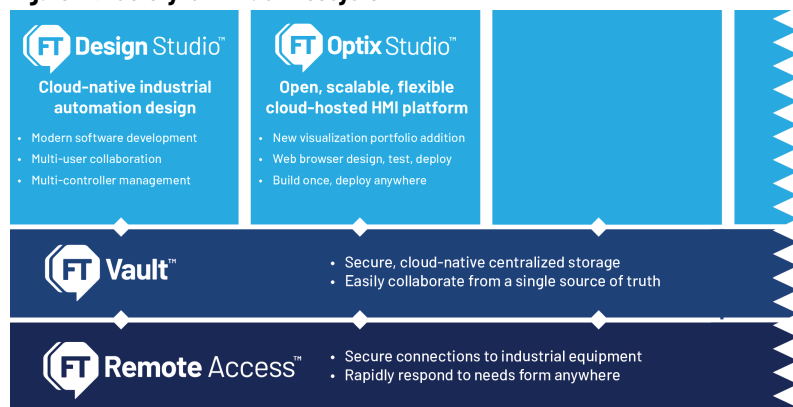 FT Design Studio™
Cloud-native industrial
automation design
• Modern software development
• Multi-user collaboration
• Multi-controller management
FT Optix Studio™
Open, scalable, flexible
cloud-hosted HMI platform
• New visualization portfolio addition
• Web browser design, test, deploy
• Build once, deploy anywhere
FT Vault™
• Secure, cloud-native centralized storage
• Easily collaborate from a single source of truth
FT Remote Access™
• Secure connections to industrial equipment
• Rapidly respond to needs form anywhere